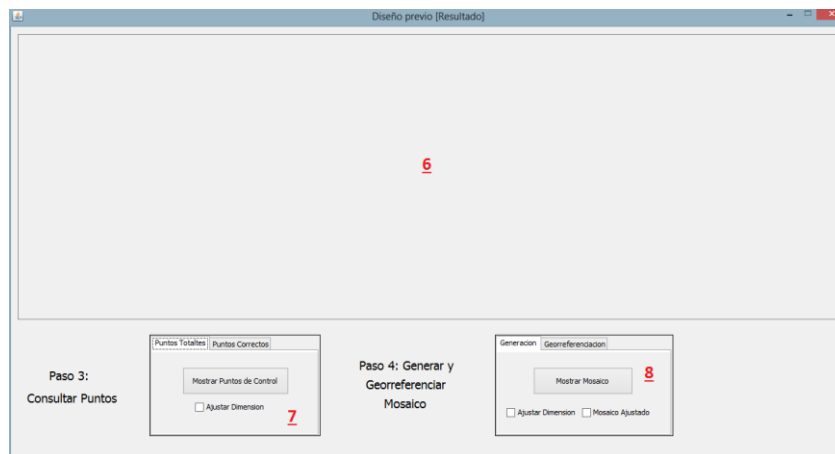 Diseño previo [Resultado]
6
Paso 3:
Consultar Puntos
Puntos Totaltes Puntos Correctos
Mostrar Puntos de Control
Ajustar Dimension
7
Paso 4: Generar y
Georreferenciar
Mosaico
Generacion Georreferenciacion
Mostrar Mosaico
8
Ajustar Dimension Mosaico Ajustado